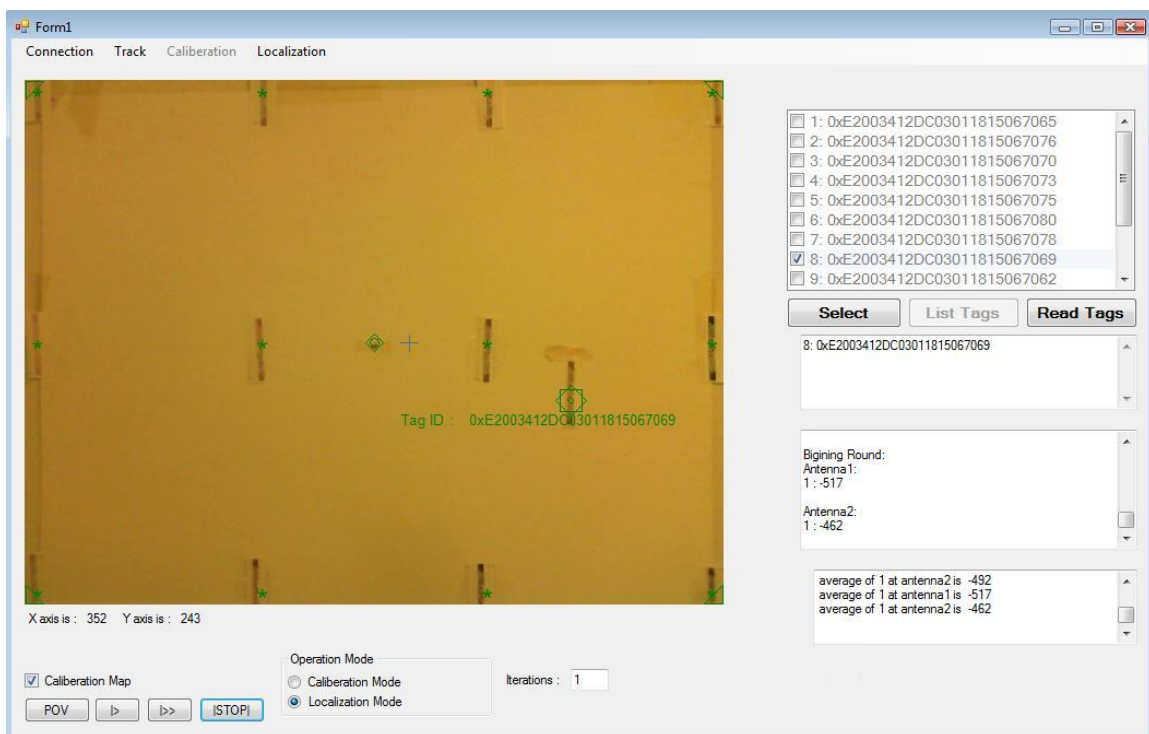 Form1
Connection Track Caliberation Localization
1: 0xE2003412DC03011815067065
2: 0xE2003412DC03011815067076
3: 0xE2003412DC03011815067070
4: 0xE2003412DC03011815067073
5: 0xE2003412DC03011815067075
6: 0xE2003412DC03011815067080
7: 0xE2003412DC03011815067078
8: 0xE2003412DC03011815067069
9: 0xE2003412DC03011815067062
Select List Tags Read Tags
8: 0xE2003412DC03011815067069
Tag ID : 0xE2003412DC03011815067069
Bigining Round:
Antenna1:
1 : -517
Antenna2:
1 : -462
average of 1 at antenna2 is -492
average of 1 at antenna1 is -517
average of 1 at antenna2 is -462
X axis is : 352 Y axis is : 243
Caliberation Map
Operation Mode
Caliberation Mode
Localization Mode
Iterations : 1
POV |> |>> |STOP|